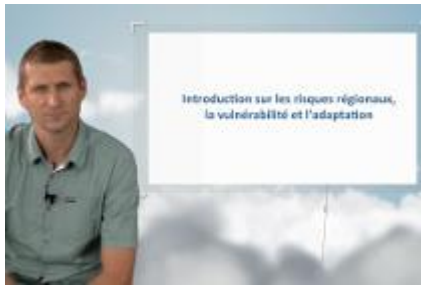 Introduction sur les risques régionaux,
la vulnérabilité et l'adaptation